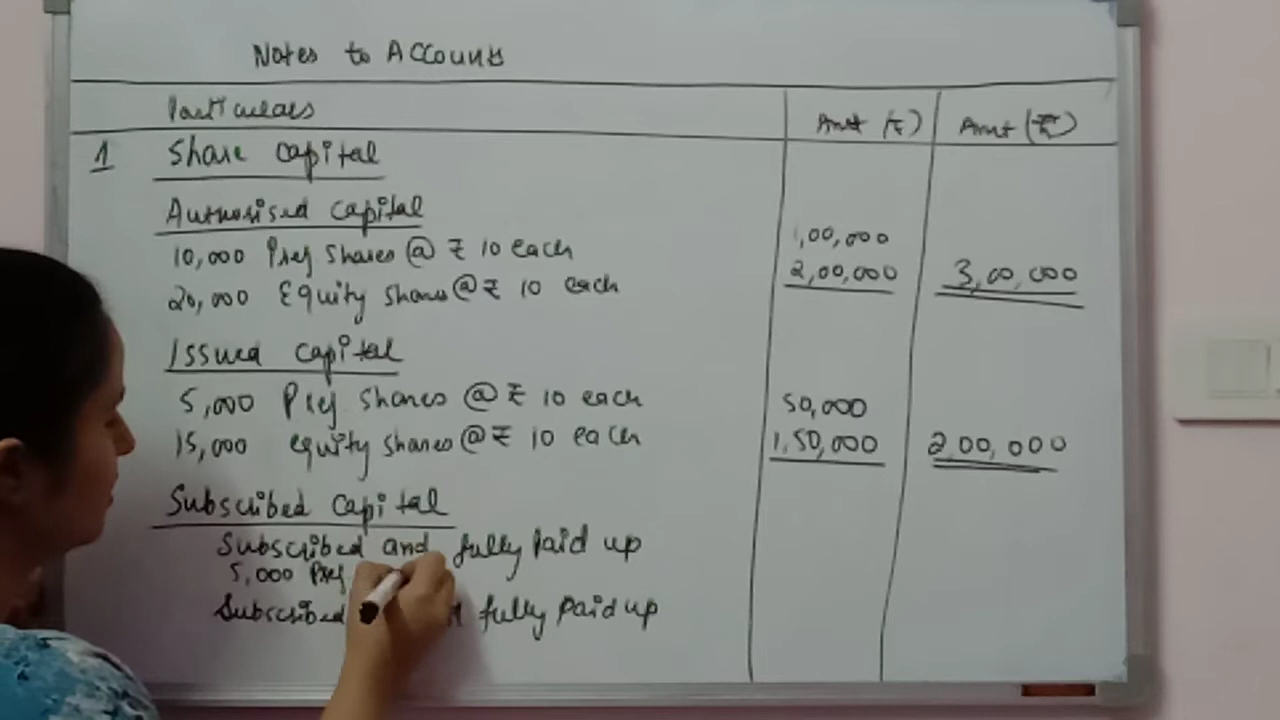 Notes to Account
Particulars Amt (₹) Amt (₹)
1 Share capital
Authorised capital
10,000 Pref shares @ ₹ 10 each 1,00,000
20,000 Equity shares @ ₹ 10 each 2,00,000 3,00,000
Issued capital
5,000 Pref shares @ ₹ 10 each 50,000
15,000 equity shares @ ₹ 10 each 1,50,000 2,00,000
Subscribed capital
Subscribed and fully paid up
5,000 Pref
Subscribed fully paid up